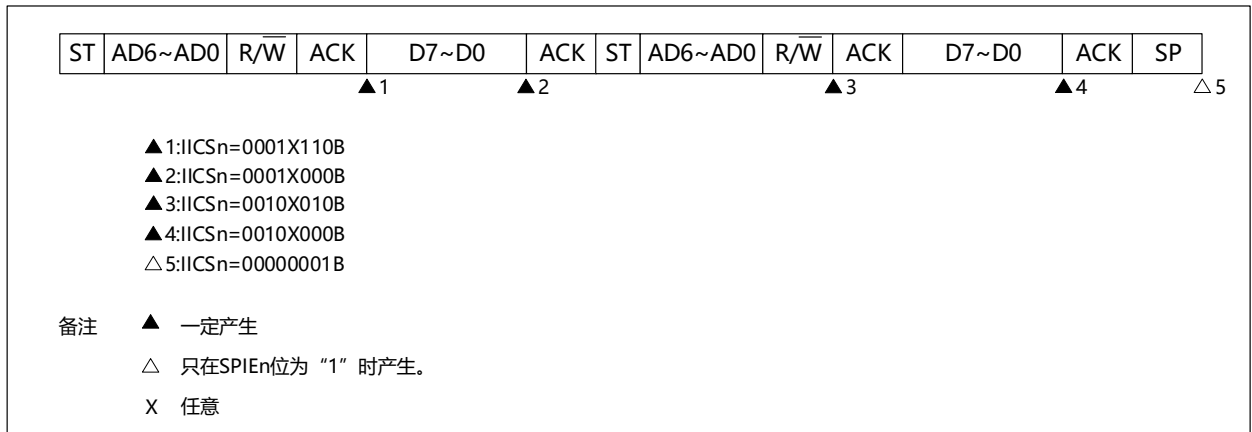 ST AD6~AD0 R/W̅ ACK D7~D0 ACK ST AD6~AD0 R/W̅ ACK D7~D0 ACK SP
▲1 ▲2 ▲3 ▲4 △5
▲1:IICSn=0001X110B
▲2:IICSn=0001X000B
▲3:IICSn=0010X010B
▲4:IICSn=0010X000B
△5:IICSn=00000001B
备注 ▲ 一定产生
△ 只在SPIEn位为“1”时产生。
X 任意